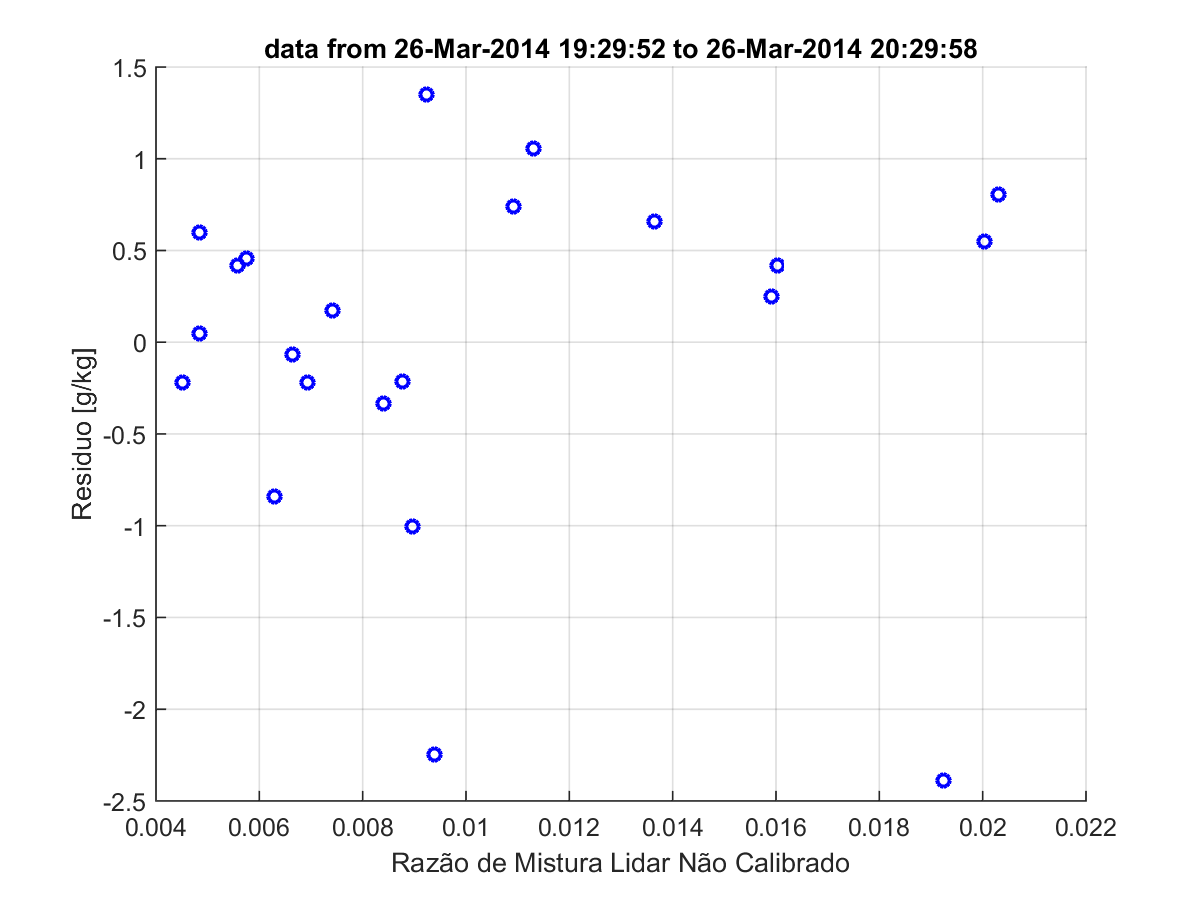 data from 26-Mar-2014 19:29:52 to 26-Mar-2014 20:29:58
1.5
1
0.5
0
-0.5
-1
-1.5
-2
-2.5
Residuo [g/kg]
0.004 0.006 0.008 0.01 0.012 0.014 0.016 0.018 0.02 0.022
Razão de Mistura Lidar Não Calibrado